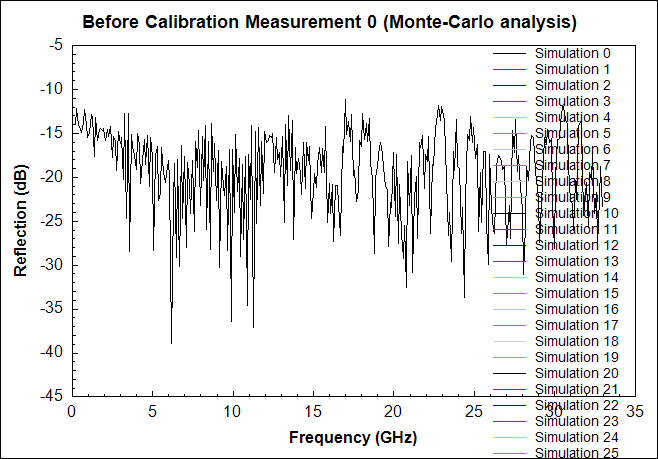 Before Calibration Measurement 0 (Monte-Carlo analysis)
-5
-10
-15
-20
-25
-30
-35
-40
-45
Reflection (dB)
0
5
10
15
20
25
30
35
Frequency (GHz)
Simulation 0
Simulation 1
Simulation 2
Simulation 3
Simulation 4
Simulation 5
Simulation 6
Simulation 7
Simulation 8
Simulation 9
Simulation 10
Simulation 11
Simulation 12
Simulation 13
Simulation 14
Simulation 15
Simulation 16
Simulation 17
Simulation 18
Simulation 19
Simulation 20
Simulation 21
Simulation 22
Simulation 23
Simulation 24
Simulation 25